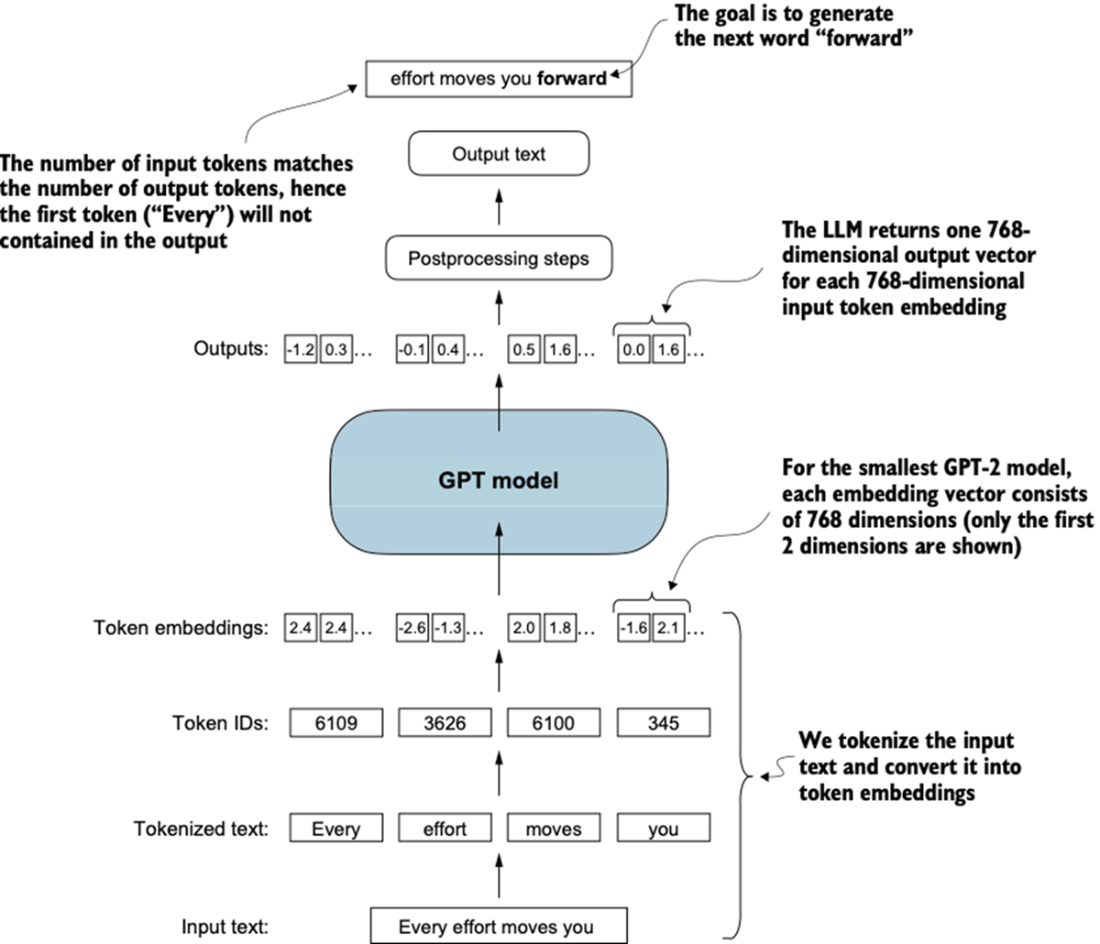 The goal is to generate
the next word “forward”
effort moves you forward
The number of input tokens matches
the number of output tokens, hence
the first token (“Every”) will not
contained in the output
Output text
Postprocessing steps
The LLM returns one 768-
dimensional output vector
for each 768-dimensional
input token embedding
Outputs: -1.2 0.3 ... -0.1 0.4 ... 0.5 1.6 ... 0.0 1.6 ...
GPT model
For the smallest GPT-2 model,
each embedding vector consists
of 768 dimensions (only the first
2 dimensions are shown)
Token embeddings: 2.4 2.4 ... -2.6 -1.3 ... 2.0 1.8 ... -1.6 2.1 ...
Token IDs: 6109 3626 6100 345
We tokenize the input
text and convert it into
token embeddings
Tokenized text: Every effort moves you
Input text: Every effort moves you